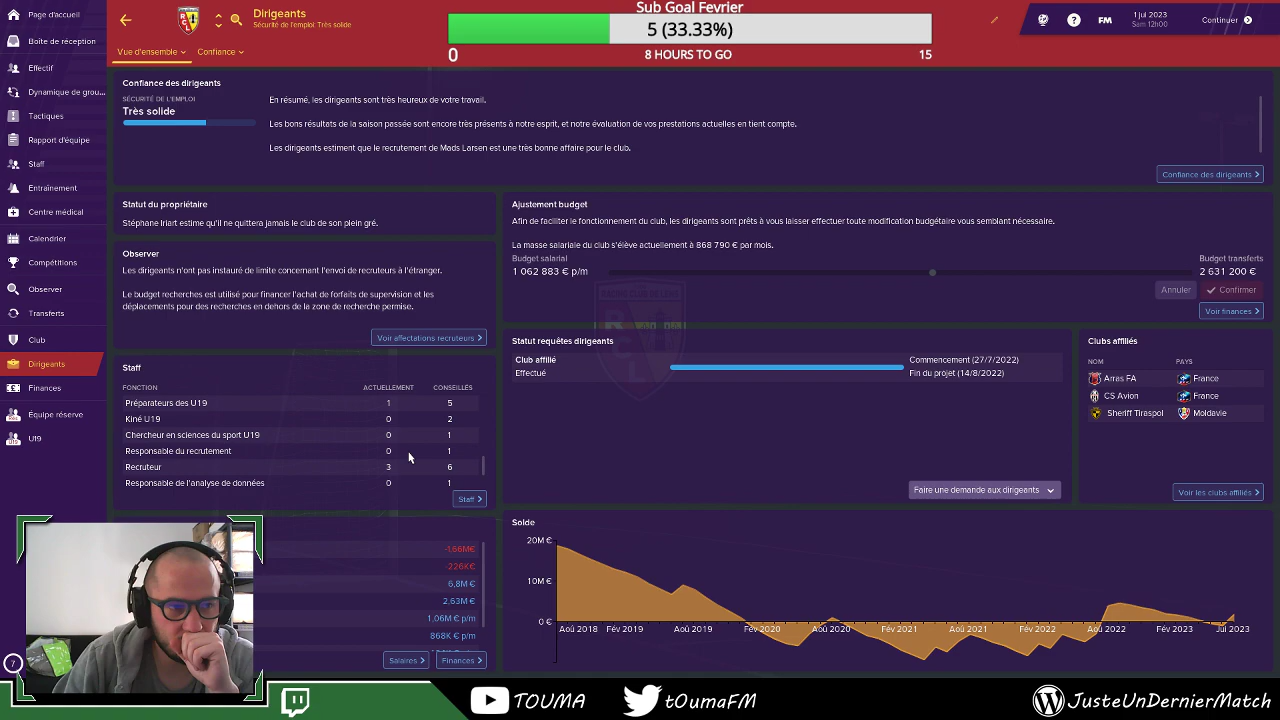 Page d'accueil
Boîte de réception
Effectif
Dynamique de grou...
Tactiques
Rapport d'équipe
Staff
Entraînement
Centre médical
Calendrier
Compétitions
Observer
Transferts
Club
Dirigeants
Finances
Équipe réserve
U19
Dirigeants
Sécurité de l'emploi: Très solide
Vue d'ensemble
Confiance
Sub Goal Fevrier
5 (33.33%)
0
8 HOURS TO GO
15
FM
1 jul 2023
Sam 12h00
Continuer
Confiance des dirigeants
SÉCURITÉ DE L'EMPLOI
Très solide
En résumé, les dirigeants sont très heureux de votre travail.
Les bons résultats de la saison passée sont encore très présents à notre esprit, et notre évaluation de vos prestations actuelles en tient compte.
Les dirigeants estiment que le recrutement de Mads Larsen est une très bonne affaire pour le club.
Confiance des dirigeants
Statut du propriétaire
Stéphane Iriart estime qu'il ne quittera jamais le club de son plein gré.
Observer
Les dirigeants n'ont pas instauré de limite concernant l'envoi de recruteurs à l'étranger.
Le budget recherches est utilisé pour financer l'achat de forfaits de supervision et les
déplacements pour des recherches en dehors de la zone de recherche permise.
Voir affectations recruteurs
Ajustement budget
Afin de faciliter le fonctionnement du club, les dirigeants sont prêts à vous laisser effectuer toute modification budgétaire vous semblant nécessaire.
La masse salariale du club s'élève actuellement à 868 790 € par mois.
Budget salarial
1 062 883 € p/m
Budget transferts
2 631 200 €
Annuler
Confirmer
Voir finances
Staff
FONCTION ACTUELLEMENT CONSEILLÉS
Préparateurs des U19 1 5
Kiné U19 0 2
Chercheur en sciences du sport U19 0 1
Responsable du recrutement 0 1
Recruteur 3 6
Responsable de l'analyse de données 0 1
Staff
Statut requêtes dirigeants
Club affilié
Effectué
Commencement (27/7/2022)
Fin du projet (14/8/2022)
Faire une demande aux dirigeants
Clubs affiliés
NOM PAYS
Arras FA France
CS Avion France
Sheriff Tiraspol Moldavie
Voir les clubs affiliés
-1,66M€
-226K€
6,8M €
2,63M €
1,06M € p/m
868K € p/m
Salaires
Finances
Solde
20M €
10M €
0 €
Aoû 2018 Fév 2019 Aoû 2019 Fév 2020 Aoû 2020 Fév 2021 Aoû 2021 Fév 2022 Aoû 2022 Fév 2023 Jul 2023
7
TOUMA
tOumaFM
JusteUnDernierMatch